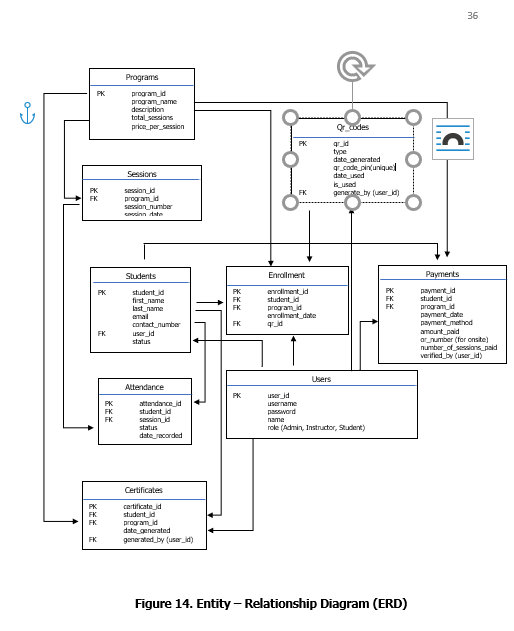 36
Programs
PK program_id
program_name
description
total_sessions
price_per_session
Qr_codes
PK qr_id
type
date_generated
qr_code_pin(unique)
date_used
is_used
FK generate_by (user_id)
Sessions
PK session_id
FK program_id
session_number
session_date
Students
PK student_id
first_name
last_name
email
contact_number
FK user_id
status
Enrollment
PK enrollment_id
FK student_id
FK program_id
enrollment_date
FK qr_id
Payments
PK payment_id
FK student_id
FK program_id
payment_date
payment_method
amount_paid
or_number (for onsite)
number_of_sessions_paid
verified_by (user_id)
Attendance
PK attendance_id
FK student_id
FK session_id
status
date_recorded
Users
PK user_id
username
password
name
role (Admin, Instructor, Student)
Certificates
PK certificate_id
FK student_id
FK program_id
date_generated
FK generated_by (user_id)
Figure 14. Entity – Relationship Diagram (ERD)